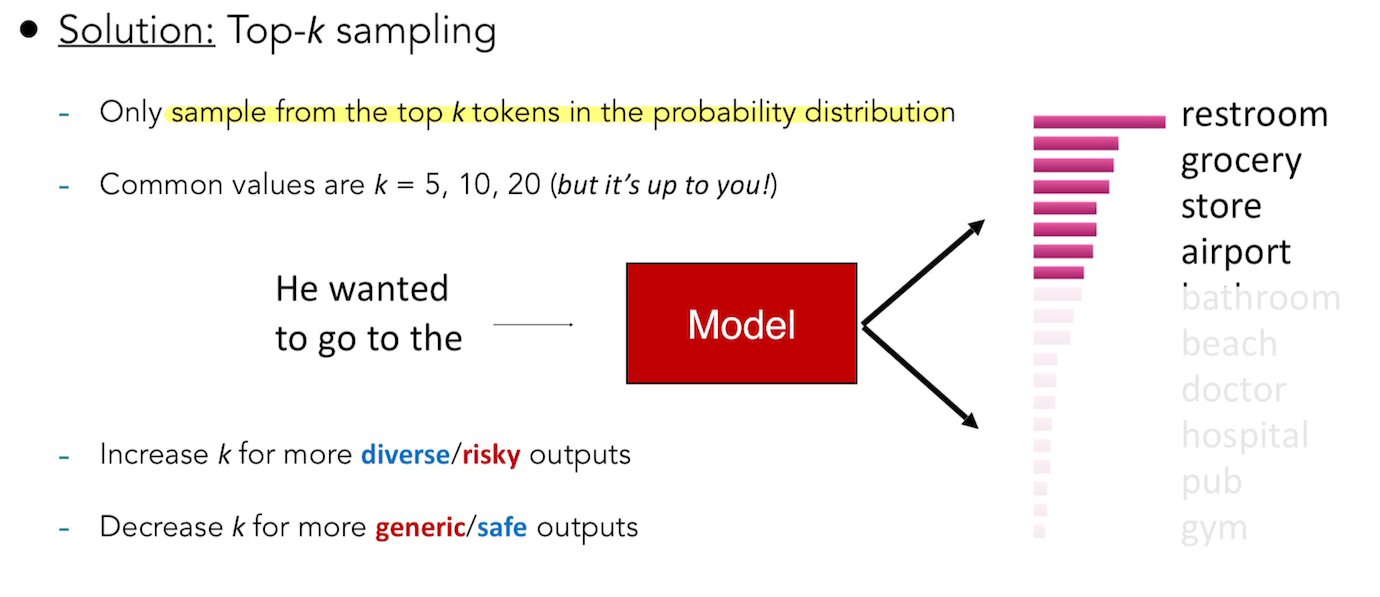 ● Solution: Top-k sampling
- Only sample from the top k tokens in the probability distribution
- Common values are k = 5, 10, 20 (but it's up to you!)
He wanted
to go to the
Model
restroom
grocery
store
airport
bathroom
beach
doctor
hospital
pub
gym
- Increase k for more diverse/risky outputs
- Decrease k for more generic/safe outputs